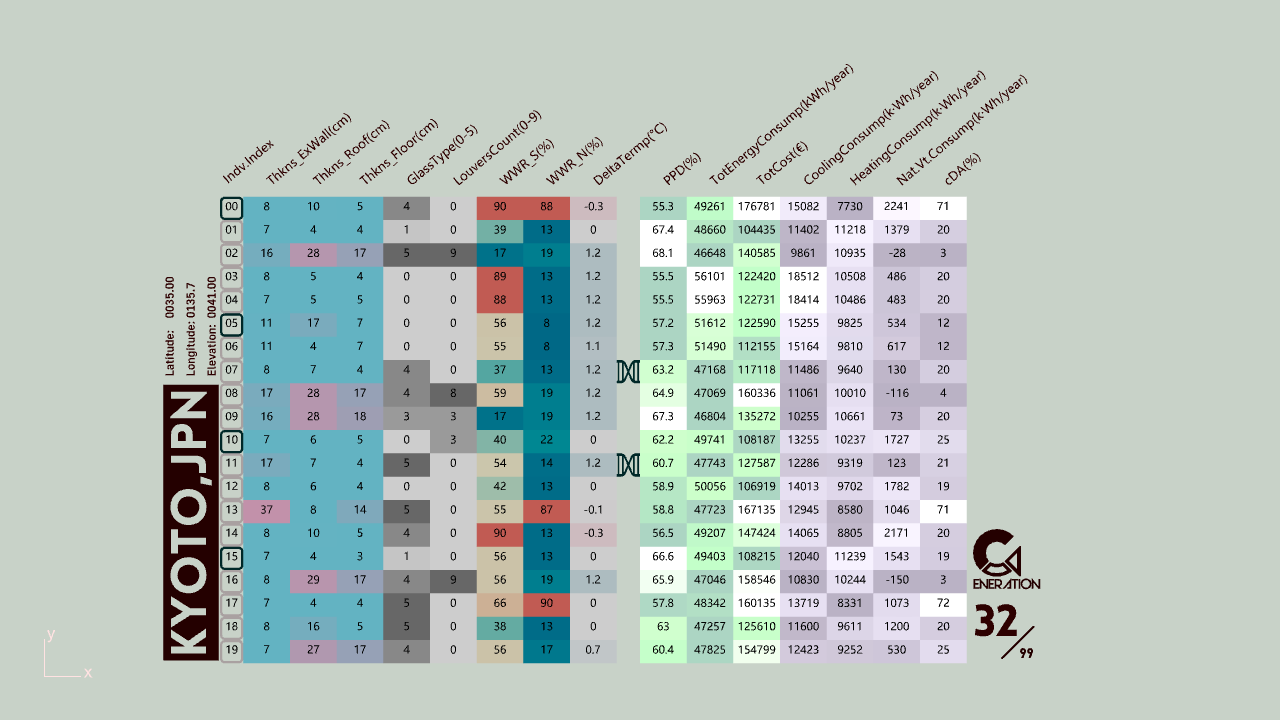 Indv.Index Thkns_ExWall(cm) Thkns_Roof(cm) Thkns_Floor(cm) GlassType(0-5) LouversCount(0-9) WWR_S(%) WWR_N(%) DeltaTermp(°C) PPD(%) TotEnergyConsump(kWh/year) TotCost(€) CoolingConsump(k·Wh/year) HeatingConsump(k·Wh/year) Nat.Vt.Consump(k·Wh/year) cDA(%)
00 8 10 5 4 0 90 88 -0.3 55.3 49261 176781 15082 7730 2241 71
01 7 4 4 1 0 39 13 0 67.4 48660 104435 11402 11218 1379 20
02 16 28 17 5 9 17 19 1.2 68.1 46648 140585 9861 10935 -28 3
03 8 5 4 0 0 89 13 1.2 55.5 56101 122420 18512 10508 486 20
04 7 5 5 0 0 88 13 1.2 55.5 55963 122731 18414 10486 483 20
05 11 17 7 0 0 56 8 1.2 57.2 51612 122590 15255 9825 534 12
06 11 4 7 0 0 55 8 1.1 57.3 51490 112155 15164 9810 617 12
07 8 7 4 4 0 37 13 1.2 63.2 47168 117118 11486 9640 130 20
08 17 28 17 4 8 59 19 1.2 64.9 47069 160336 11061 10010 -116 4
09 16 28 18 3 3 17 19 1.2 67.3 46804 135272 10255 10661 73 20
10 7 6 5 0 3 40 22 0 62.2 49741 108187 13255 10237 1727 25
11 17 7 4 5 0 54 14 1.2 60.7 47743 127587 12286 9319 123 21
12 8 6 4 0 0 42 13 0 58.9 50056 106919 14013 9702 1782 19
13 37 8 14 5 0 55 87 -0.1 58.8 47723 167135 12945 8580 1046 71
14 8 10 5 4 0 90 13 -0.3 56.5 49207 147424 14065 8805 2171 20
15 7 4 3 1 0 56 13 0 66.6 49403 108215 12040 11239 1543 19
16 8 29 17 4 9 56 19 1.2 65.9 47046 158546 10830 10244 -150 3
17 7 4 4 5 0 66 90 0 57.8 48342 160135 13719 8331 1073 72
18 8 16 5 5 0 38 13 0 63 47257 125610 11600 9611 1200 20
19 7 27 17 4 0 56 17 0.7 60.4 47825 154799 12423 9252 530 25
Latitude: 0035.00
Longitude: 0135.7
Elevation: 0041.00
KYOTO,JPN
GENERATION
32/99
y
x